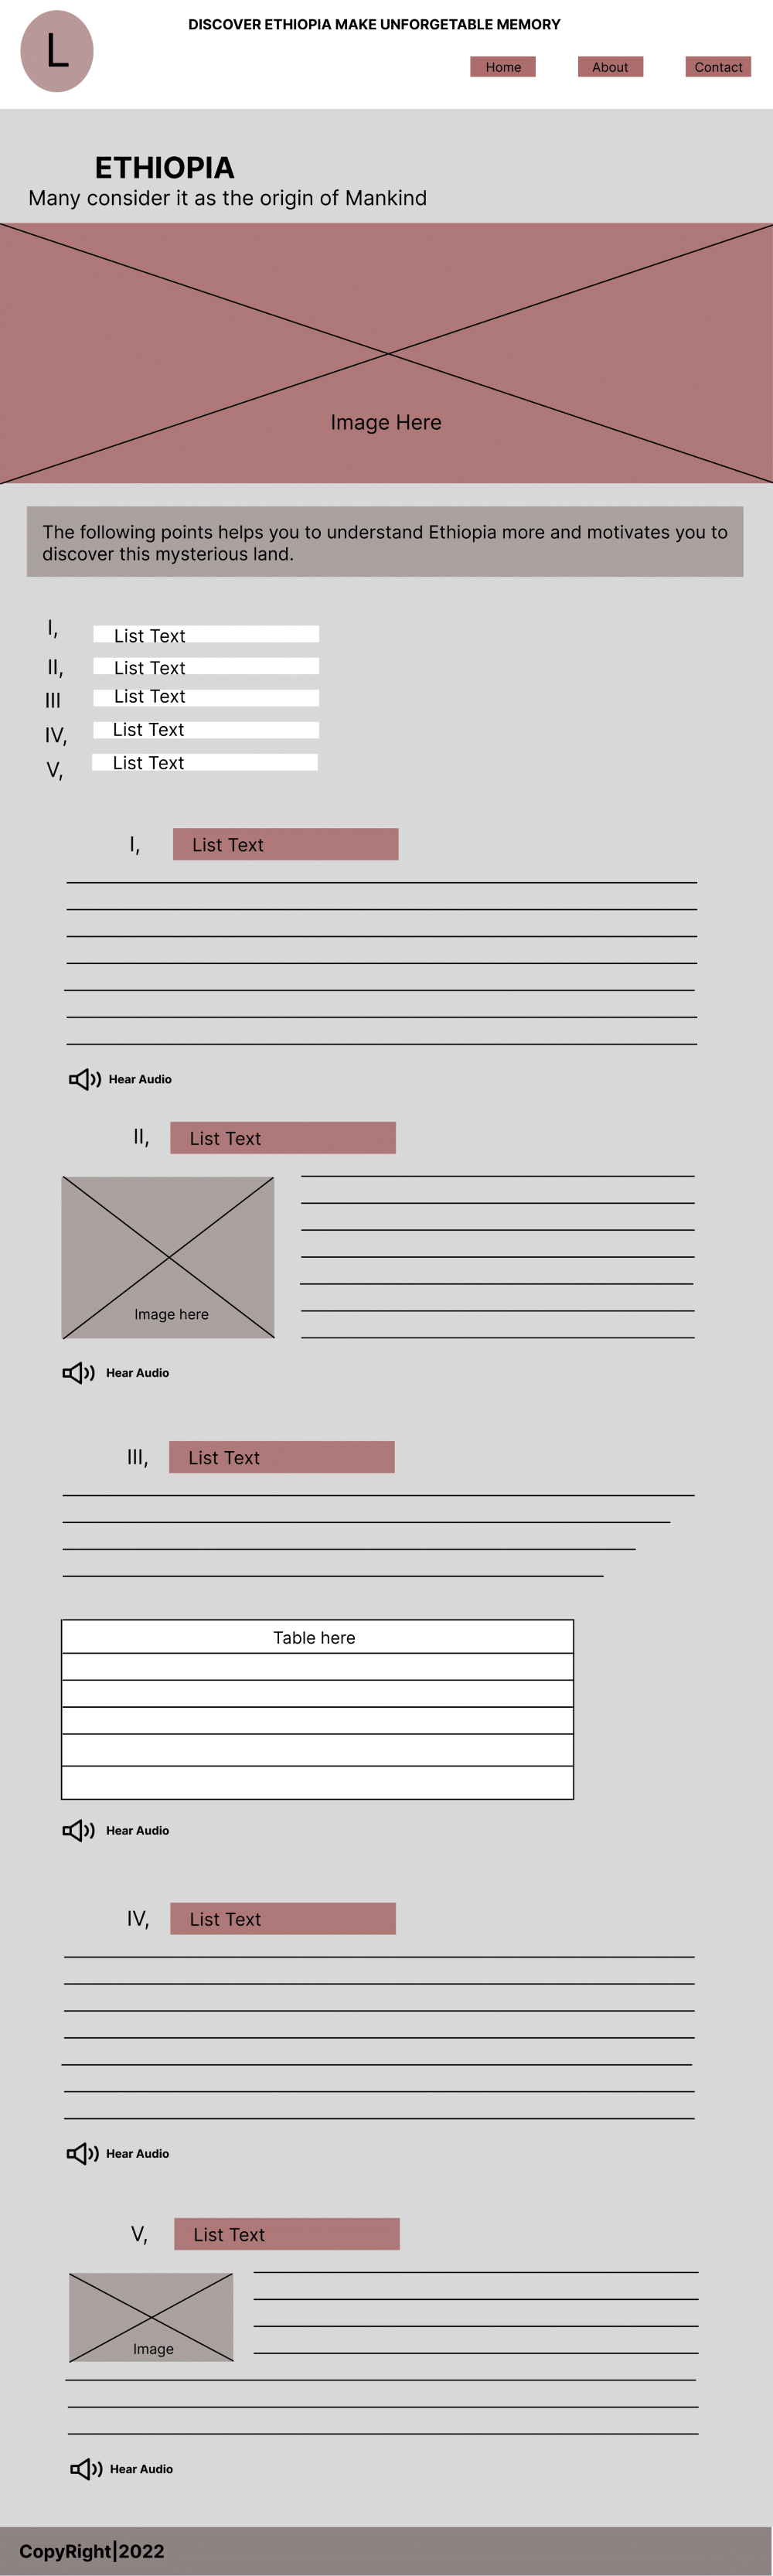 L
DISCOVER ETHIOPIA MAKE UNFORGETABLE MEMORY
Home
About
Contact
ETHIOPIA
Many consider it as the origin of Mankind
Image Here
The following points helps you to understand Ethiopia more and motivates you to
discover this mysterious land.
I, List Text
II, List Text
III List Text
IV, List Text
V, List Text
I, List Text
Hear Audio
II, List Text
Image here
Hear Audio
III, List Text
Table here
Hear Audio
IV, List Text
Hear Audio
V, List Text
Image
Hear Audio
CopyRight|2022